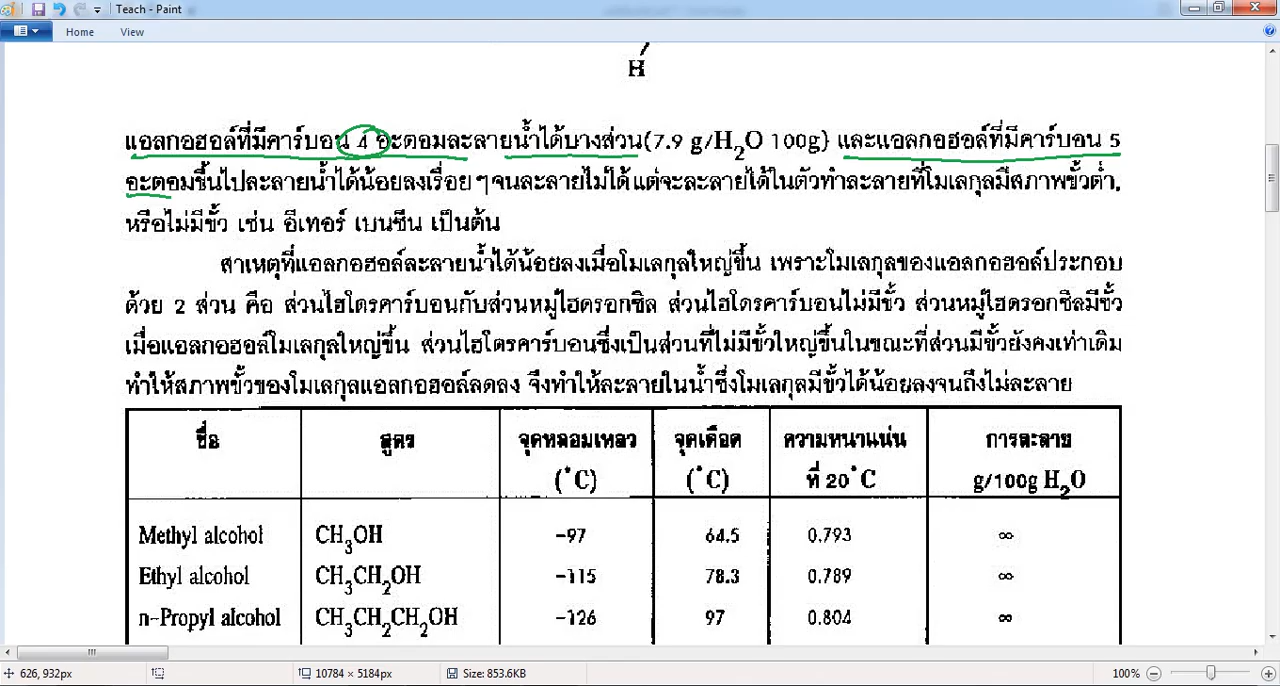 Teach - Paint
Home View
H
แอลกอฮอล์ที่มีคาร์บอน 4 อะตอมละลายน้ำได้บางส่วน(7.9 g/H2O 100g) และแอลกอฮอล์ที่มีคาร์บอน 5
อะตอมขึ้นไปละลายน้ำได้น้อยลงเรื่อย ๆ จนละลายไม่ได้ แต่จะละลายได้ในตัวทำละลายที่โมเลกุลมีสภาพขั้วต่ำ
หรือไม่มีขั้ว เช่น อีเทอร์ เบนซีน เป็นต้น
สาเหตุที่แอลกอฮอล์ละลายน้ำได้น้อยลงเมื่อโมเลกุลใหญ่ขึ้น เพราะโมเลกุลของแอลกอฮอล์ประกอบ
ด้วย 2 ส่วน คือ ส่วนไฮโดรคาร์บอนกับส่วนหมู่ไฮดรอกซิล ส่วนไฮโดรคาร์บอนไม่มีขั้ว ส่วนหมู่ไฮดรอกซิลมีขั้ว
เมื่อแอลกอฮอล์โมเลกุลใหญ่ขึ้น ส่วนไฮโดรคาร์บอนซึ่งเป็นส่วนที่ไม่มีขั้วใหญ่ขึ้นในขณะที่ส่วนมีขั้วยังคงเท่าเดิม
ทำให้สภาพขั้วของโมเลกุลแอลกอฮอล์ลดลง จึงทำให้ละลายในน้ำซึ่งโมเลกุลมีขั้วได้น้อยลงจนถึงไม่ละลาย
ชื่อ สูตร จุดหลอมเหลว จุดเดือด ความหนาแน่น การละลาย
(°C) (°C) ที่ 20°C g/100g H2O
Methyl alcohol CH3OH -97 64.5 0.793 ∞
Ethyl alcohol CH3CH2OH -115 78.3 0.789 ∞
n-Propyl alcohol CH3CH2CH2OH -126 97 0.804 ∞
626, 932px 10784 × 5184px Size: 853.6KB 100%